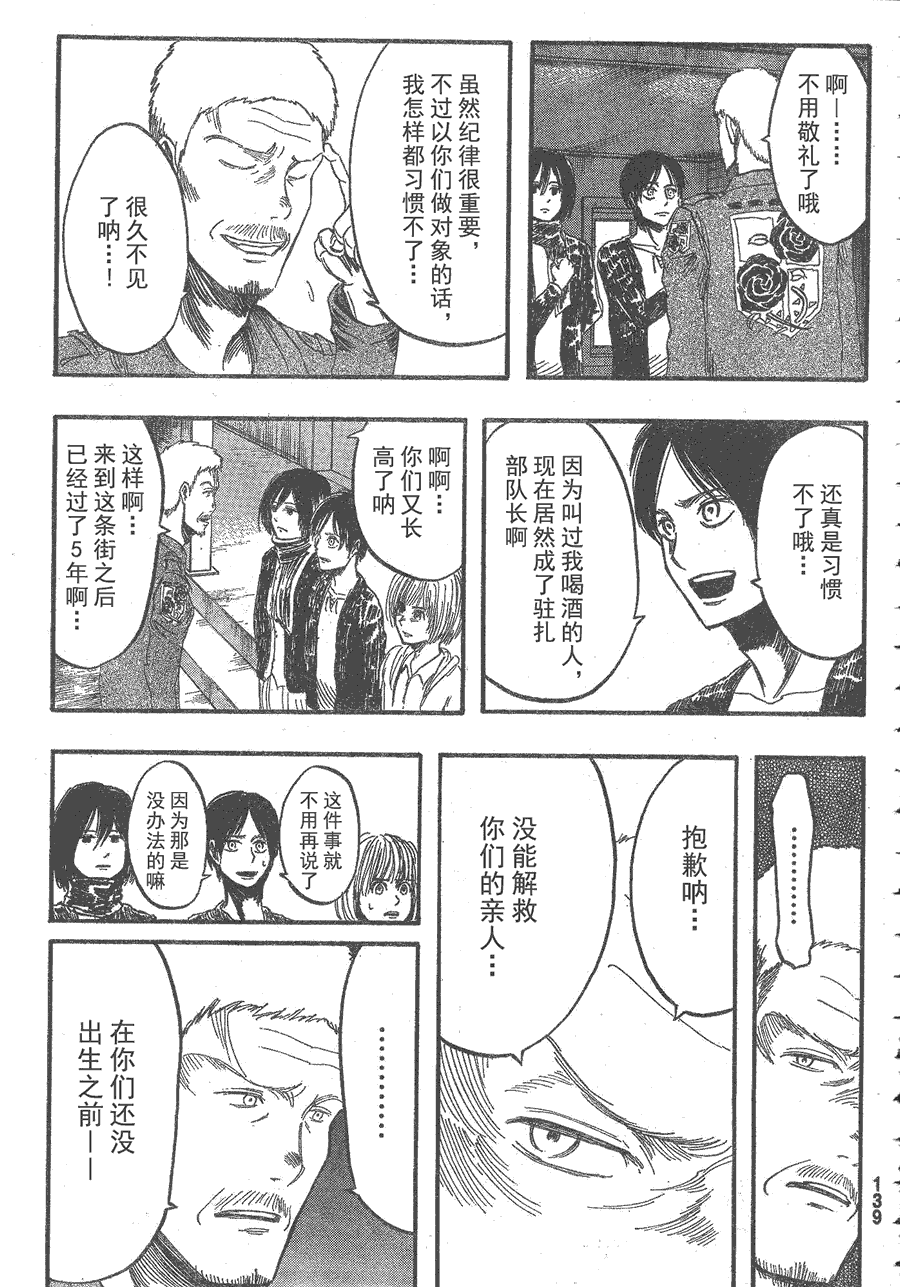 啊—……
不用敬礼了哦
虽然纪律很重要，
不过以你们做对象的话，
我怎样都习惯不了…
很久不见
了呐…！
还真是习惯
不了哦…
因为叫过我喝酒的人，
现在居然成了驻扎
部队长啊
啊啊…
你们又长
高了呐
这样啊…
来到这条街之后
已经过了5年啊…
…………
抱歉呐…
没能解救
你们的亲人…
这件事就
不用再说了
因为那是
没办法的嘛
…………
在你们还没
出生之前——
139